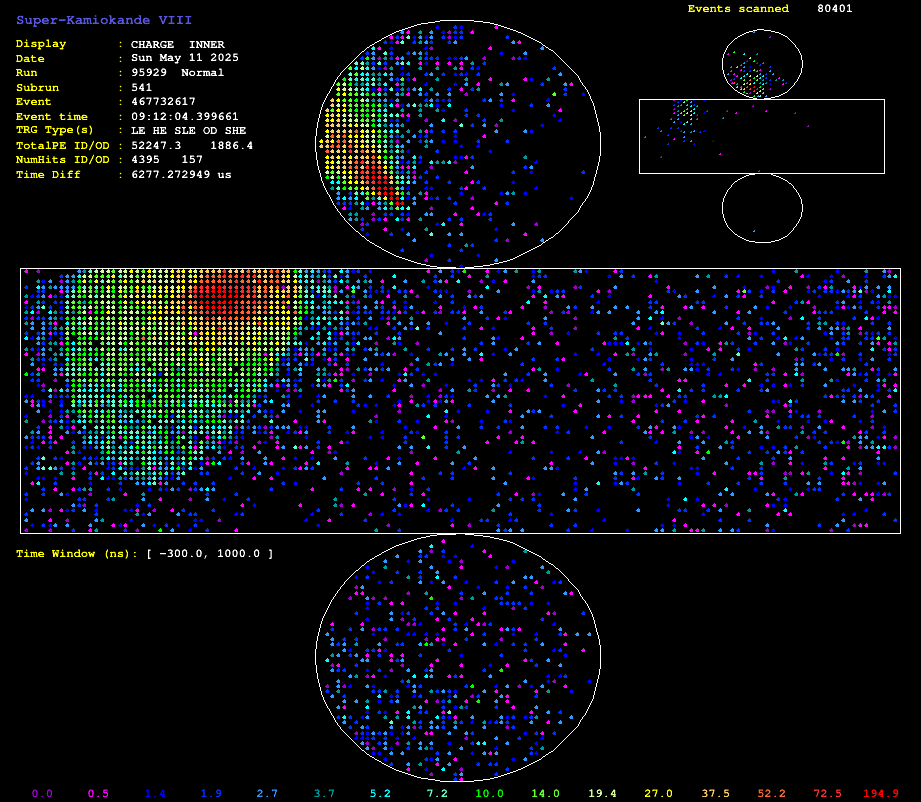 Super-Kamiokande VIII
Events scanned 80401
Display : CHARGE INNER
Date : Sun May 11 2025
Run : 95929 Normal
Subrun : 541
Event : 467732617
Event time : 09:12:04.399661
TRG Type(s) : LE HE SLE OD SHE
TotalPE ID/OD : 52247.3 1886.4
NumHits ID/OD : 4395 157
Time Diff : 6277.272949 us
Time Window (ns): [ −300.0, 1000.0 ]
0.0 0.5 1.4 1.9 2.7 3.7 5.2 7.2 10.0 14.0 19.4 27.0 37.5 52.2 72.5 194.9